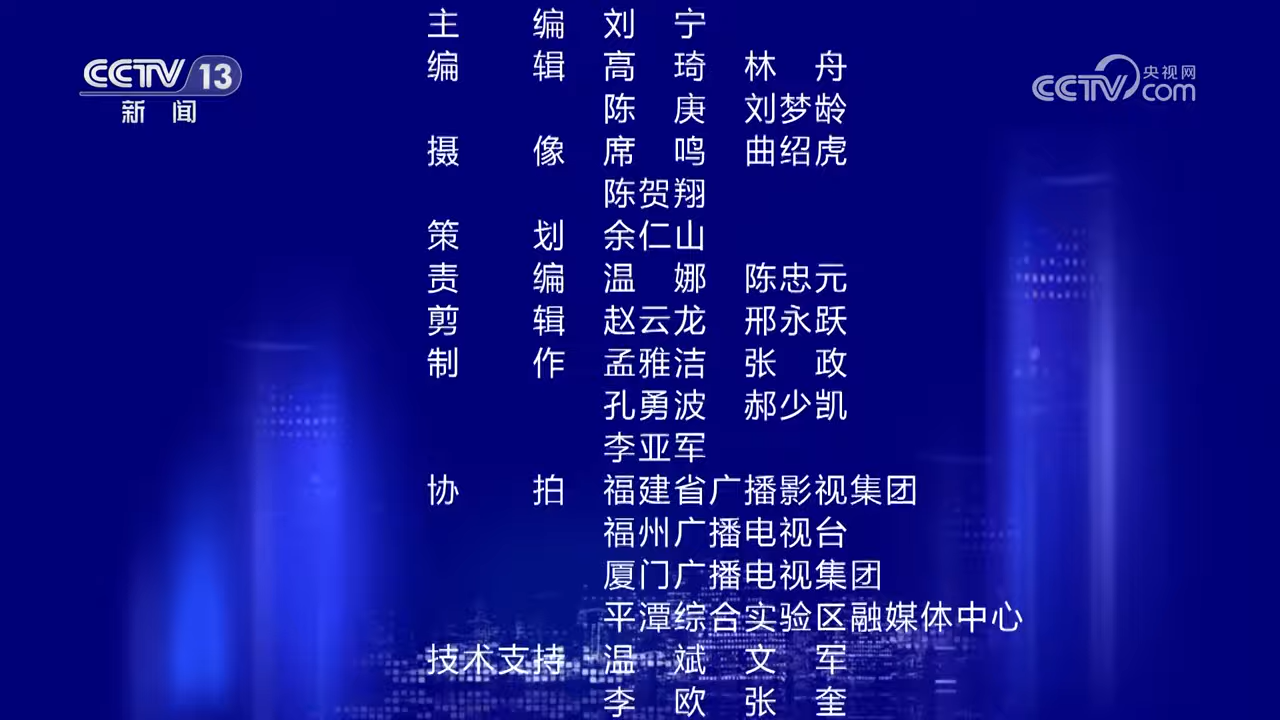 主编 刘宁
编辑 高琦 林舟
陈庚 刘梦龄
摄像 席鸣 曲绍虎
陈贺翔
策划 余仁山
责编 温娜 陈忠元
剪辑 赵云龙 邢永跃
制作 孟雅洁 张政
孔勇波 郝少凯
李亚军
协拍 福建省广播影视集团
福州广播电视台
厦门广播电视集团
平潭综合实验区融媒体中心
技术支持 温斌 文军
李欧 张奎
CCTV 13
新闻
央视网
CCTV com